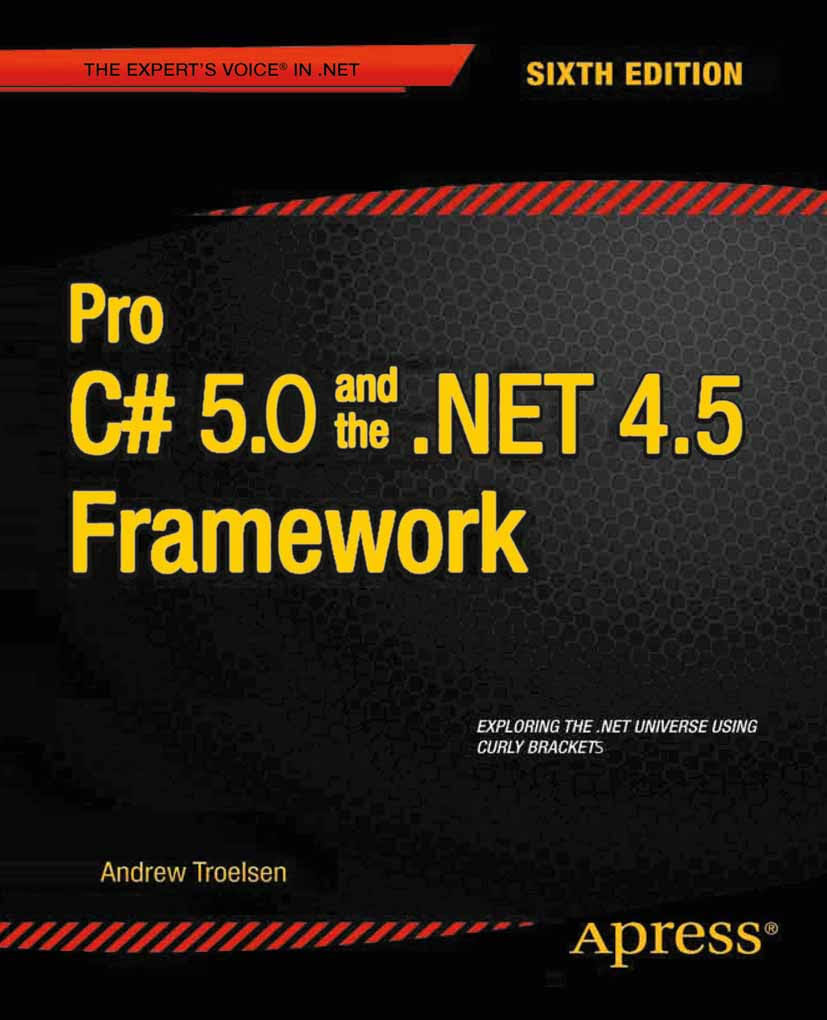 THE EXPERT'S VOICE® IN .NET
SIXTH EDITION
Pro
C# 5.0 and the .NET 4.5
Framework
EXPLORING THE .NET UNIVERSE USING
CURLY BRACKETS
Andrew Troelsen
Apress®